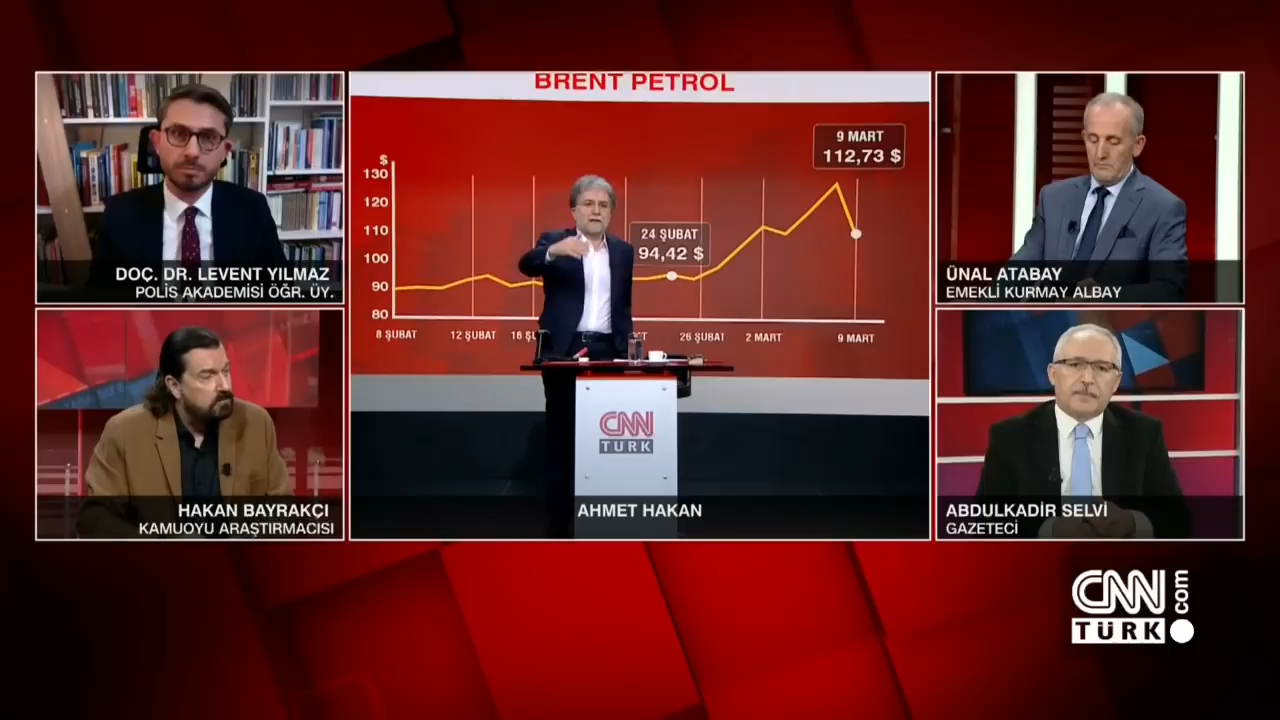 BRENT PETROL
9 MART
112,73 $
$
130
120
110
100
90
80
24 ŞUBAT
94,42 $
8 ŞUBAT
12 ŞUBAT
26 ŞUBAT
2 MART
9 MART
DOÇ. DR. LEVENT YILMAZ
POLİS AKADEMİSİ ÖĞR. ÜY.
HAKAN BAYRAKÇI
KAMUOYU ARAŞTIRMACISI
CNN
TÜRK
AHMET HAKAN
ÜNAL ATABAY
EMEKLİ KURMAY ALBAY
ABDULKADİR SELVİ
GAZETECİ
CNN
TÜRK
.com